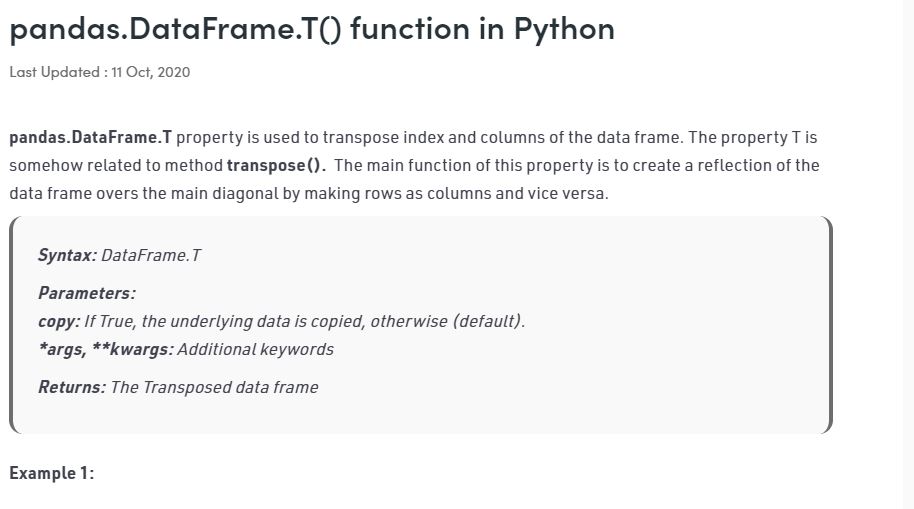 pandas.DataFrame.T() function in Python
Last Updated : 11 Oct, 2020
pandas.DataFrame.T property is used to transpose index and columns of the data frame. The property T is
somehow related to method transpose(). The main function of this property is to create a reflection of the
data frame overs the main diagonal by making rows as columns and vice versa.
Syntax: DataFrame.T
Parameters:
copy: If True, the underlying data is copied, otherwise (default).
*args, **kwargs: Additional keywords
Returns: The Transposed data frame
Example 1: